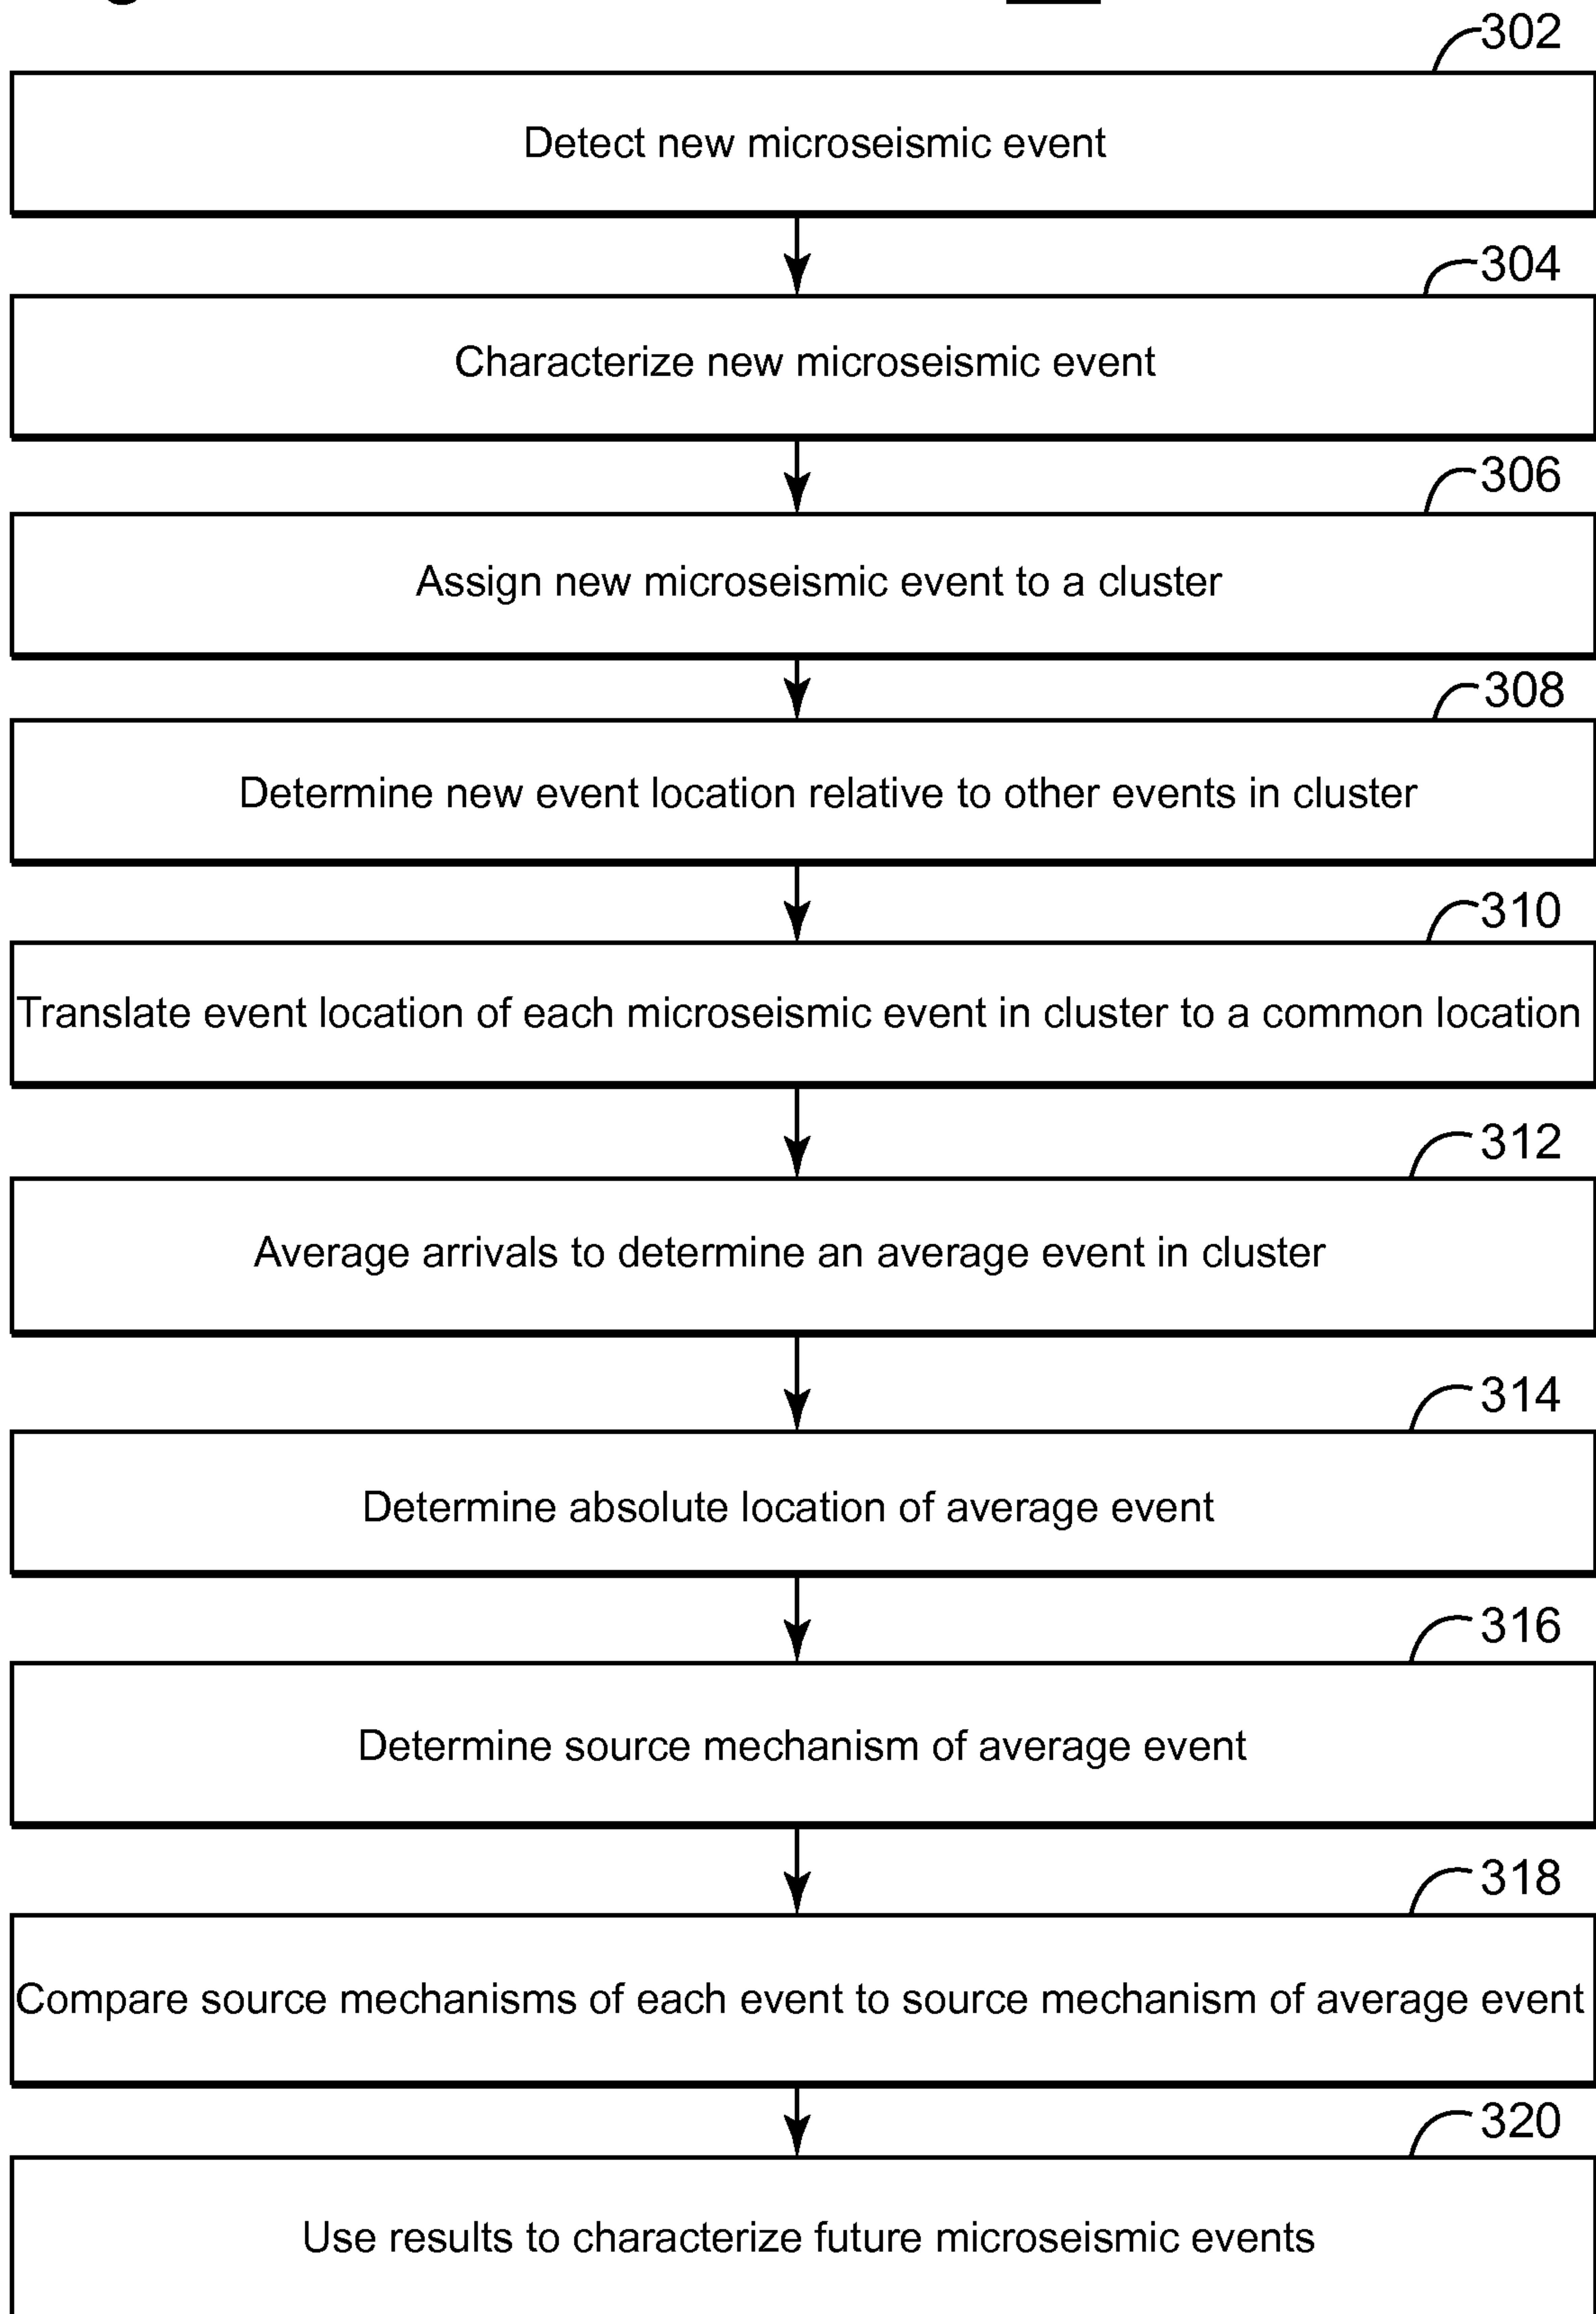 302
Detect new microseismic event
304
Characterize new microseismic event
306
Assign new microseismic event to a cluster
308
Determine new event location relative to other events in cluster
310
Translate event location of each microseismic event in cluster to a common location
312
Average arrivals to determine an average event in cluster
314
Determine absolute location of average event
316
Determine source mechanism of average event
318
Compare source mechanisms of each event to source mechanism of average event
320
Use results to characterize future microseismic events